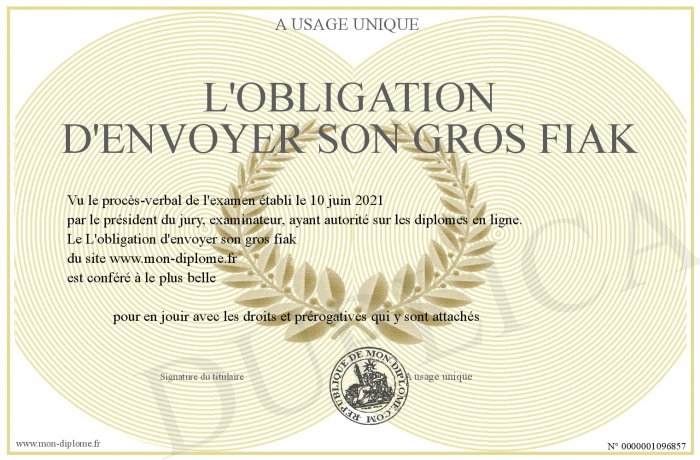 A USAGE UNIQUE
L'OBLIGATION
D'ENVOYER SON GROS FIAK
Vu le procès-verbal de l'examen établi le 10 juin 2021
par le président du jury, examinateur, ayant autorité sur les diplomes en ligne.
Le L'obligation d'envoyer son gros fiak
du site www.mon-diplome.fr
est conféré à le plus belle
pour en jouir avec les droits et prérogatives qui y sont attachés
Signature du titulaire
A usage unique
REPUBLIQUE DE MON-DIPLOME.COM
DUPLICATA
www.mon-diplome.fr
N° 0000001096857